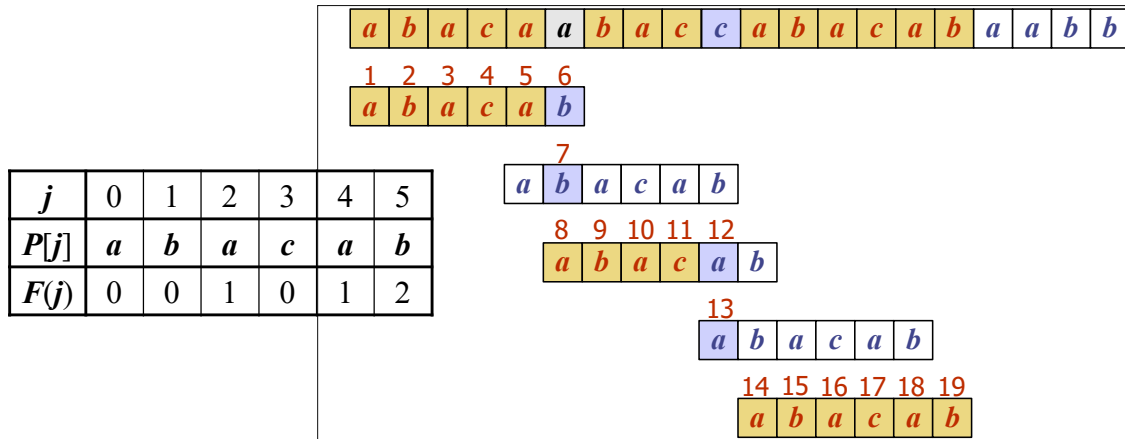 a b a c a a b a c c a b a c a b a a b b
1 2 3 4 5 6
a b a c a b
7
a b a c a b
j 0 1 2 3 4 5
P[j] a b a c a b
F(j) 0 0 1 0 1 2
8 9 10 11 12
a b a c a b
13
a b a c a b
14 15 16 17 18 19
a b a c a b